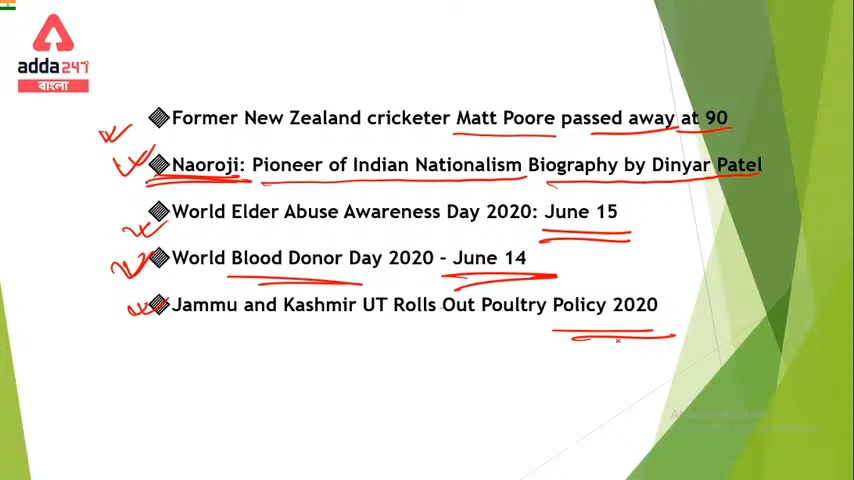 adda247
বাংলা
Former New Zealand cricketer Matt Poore passed away at 90
Naoroji: Pioneer of Indian Nationalism Biography by Dinyar Patel
World Elder Abuse Awareness Day 2020: June 15
World Blood Donor Day 2020 - June 14
Jammu and Kashmir UT Rolls Out Poultry Policy 2020